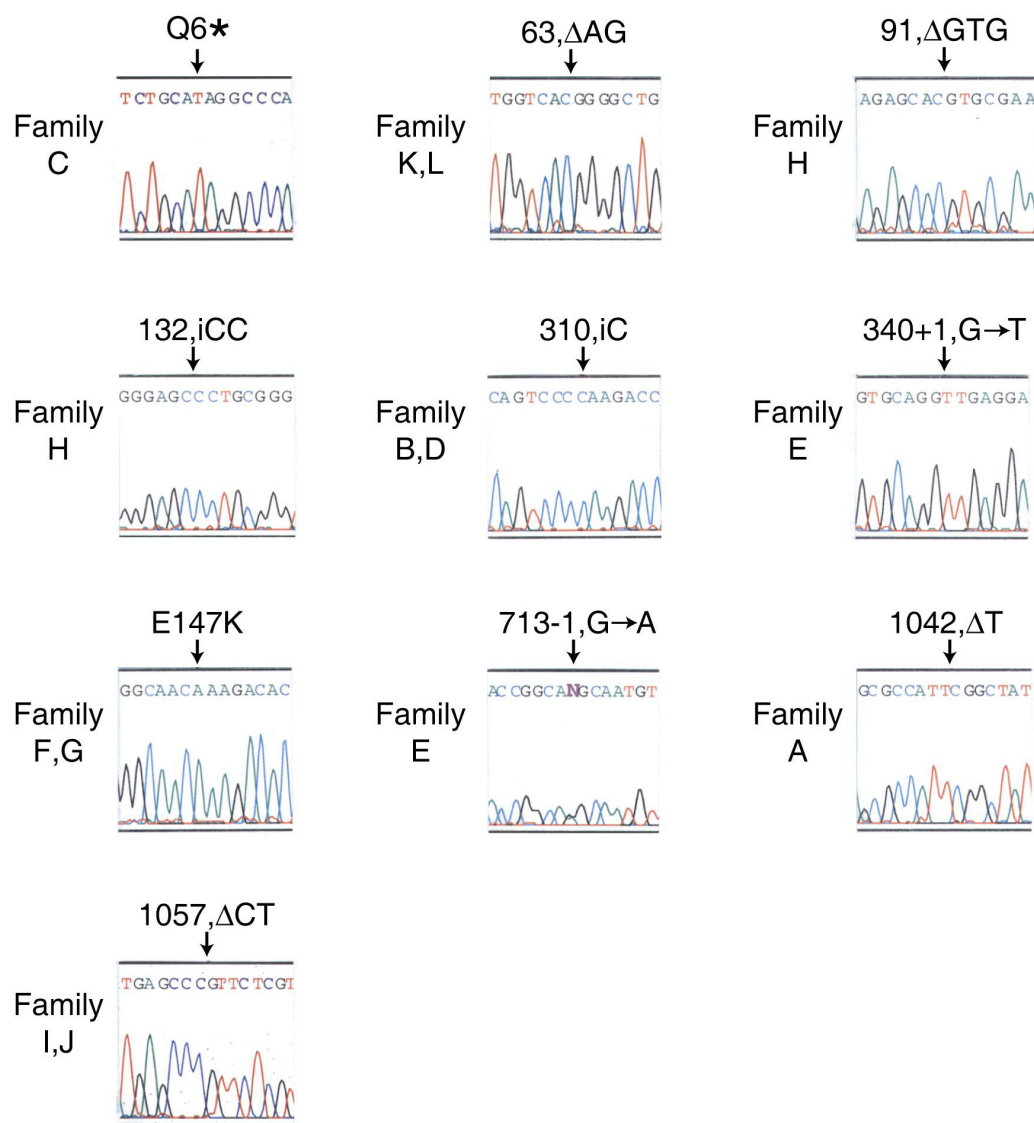 Q6*
TCTGCATAGGCCCA
Family
C
63,ΔAG
TGGTCACGGGGCTG
Family
K,L
91,ΔGTG
AGAGCACGTGCGAA
Family
H
132,iCC
GGGAGCCCTGCGGG
Family
H
310,iC
CAGTCCCCAAGACC
Family
B,D
340+1,G→T
GTGCAGGTTGAGGA
Family
E
E147K
GGCAACAAAGACAC
Family
F,G
713-1,G→A
ACCGGCANGCAATGT
Family
E
1042,ΔT
GCGCCATTCGGCTAT
Family
A
1057,ΔCT
TGAGCCCGTTCTCGT
Family
I,J